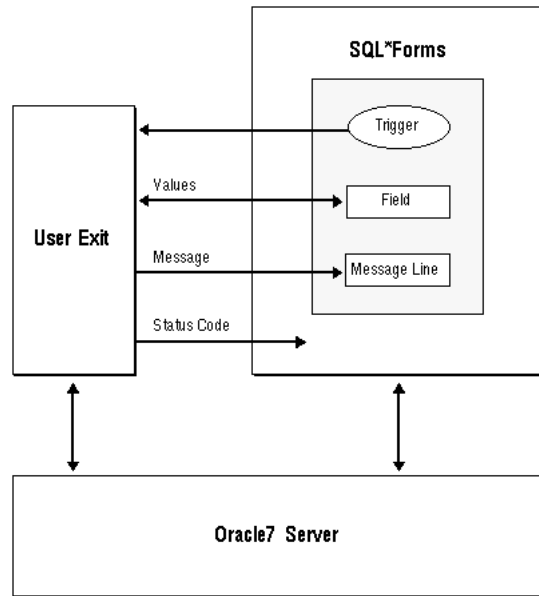 SQL*Forms
Trigger
Values
Field
User Exit
Message
Message Line
Status Code
Oracle7 Server